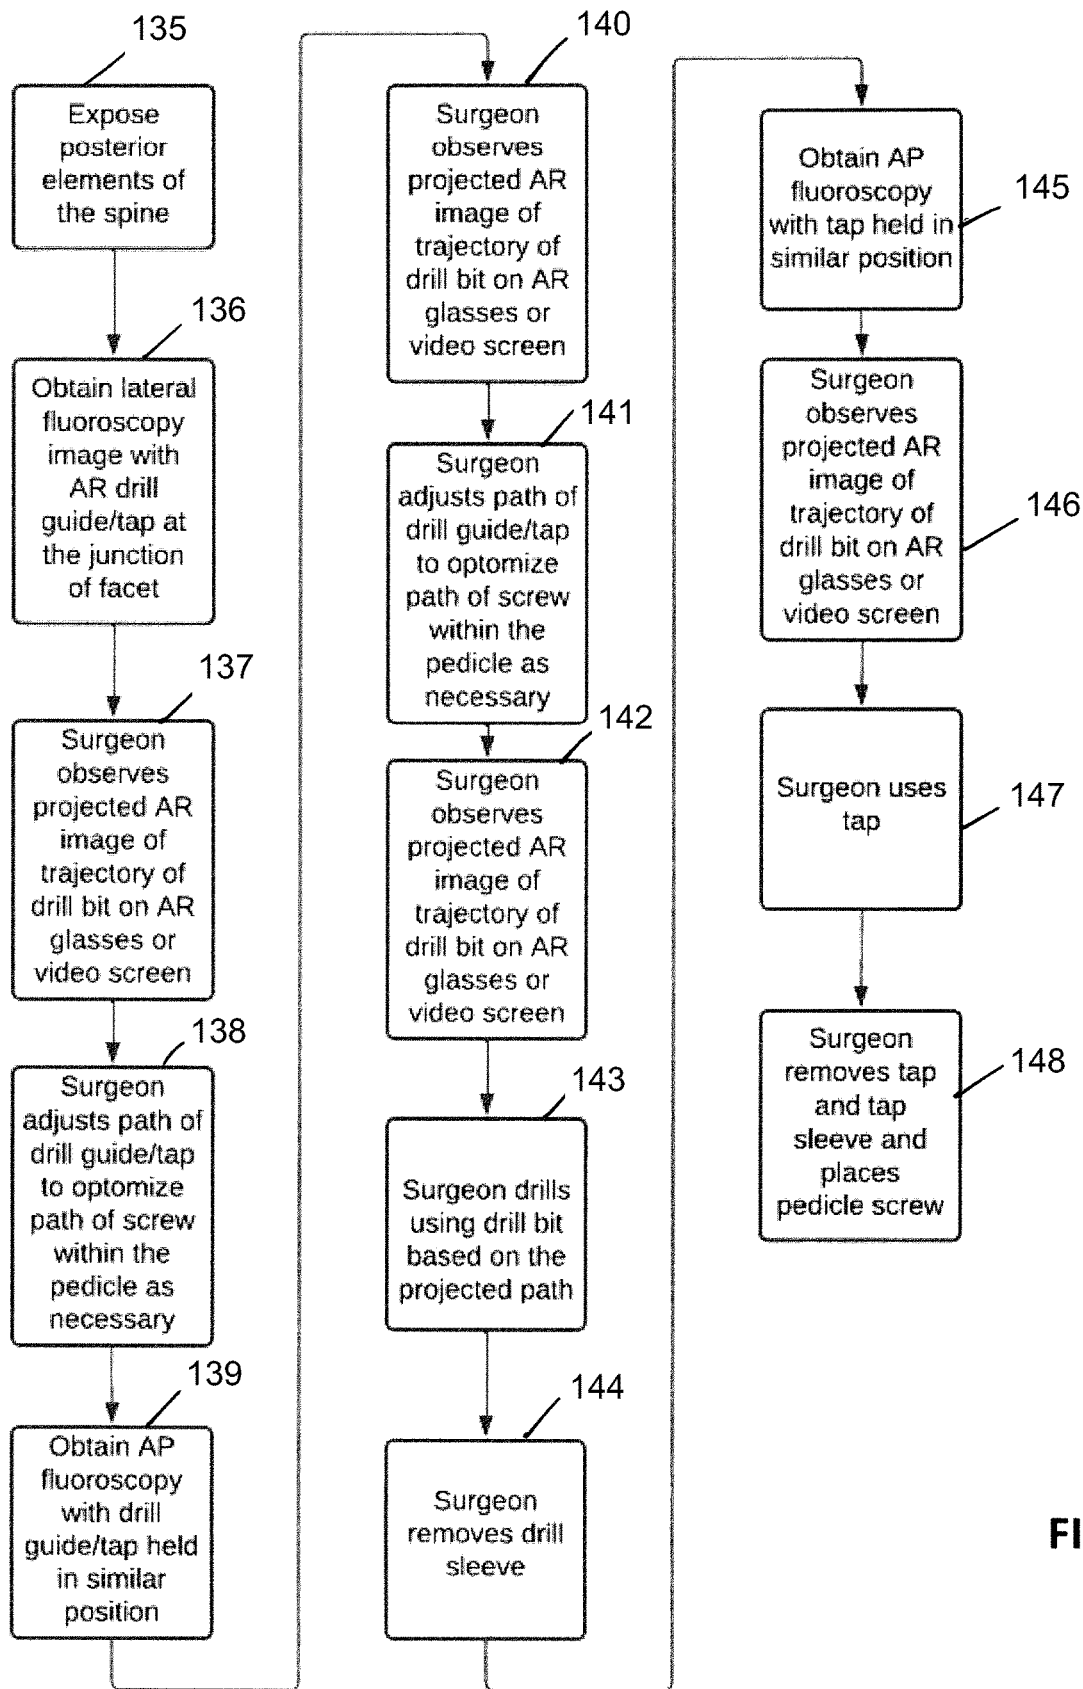 135
Expose
posterior
elements of
the spine
136
Obtain lateral
fluoroscopy
image with
AR drill
guide/tap at
the junction
of facet
137
Surgeon
observes
projected AR
image of
trajectory of
drill bit on AR
glasses or
video screen
138
Surgeon
adjusts path of
drill guide/tap
to optomize
path of screw
within the
pedicle as
necessary
139
Obtain AP
fluoroscopy
with drill
guide/tap held
in similar
position
140
Surgeon
observes
projected AR
image of
trajectory of
drill bit on AR
glasses or
video screen
141
Surgeon
adjusts path of
drill guide/tap
to optomize
path of screw
within the
pedicle as
necessary
142
Surgeon
observes
projected AR
image of
trajectory of
drill bit on AR
glasses or
video screen
143
Surgeon drills
using drill bit
based on the
projected path
144
Surgeon
removes drill
sleeve
145
Obtain AP
fluoroscopy
with tap held in
similar position
146
Surgeon
observes
projected AR
image of
trajectory of
drill bit on AR
glasses or
video screen
147
Surgeon uses
tap
148
Surgeon
removes tap
and tap
sleeve and
places
pedicle screw
FI